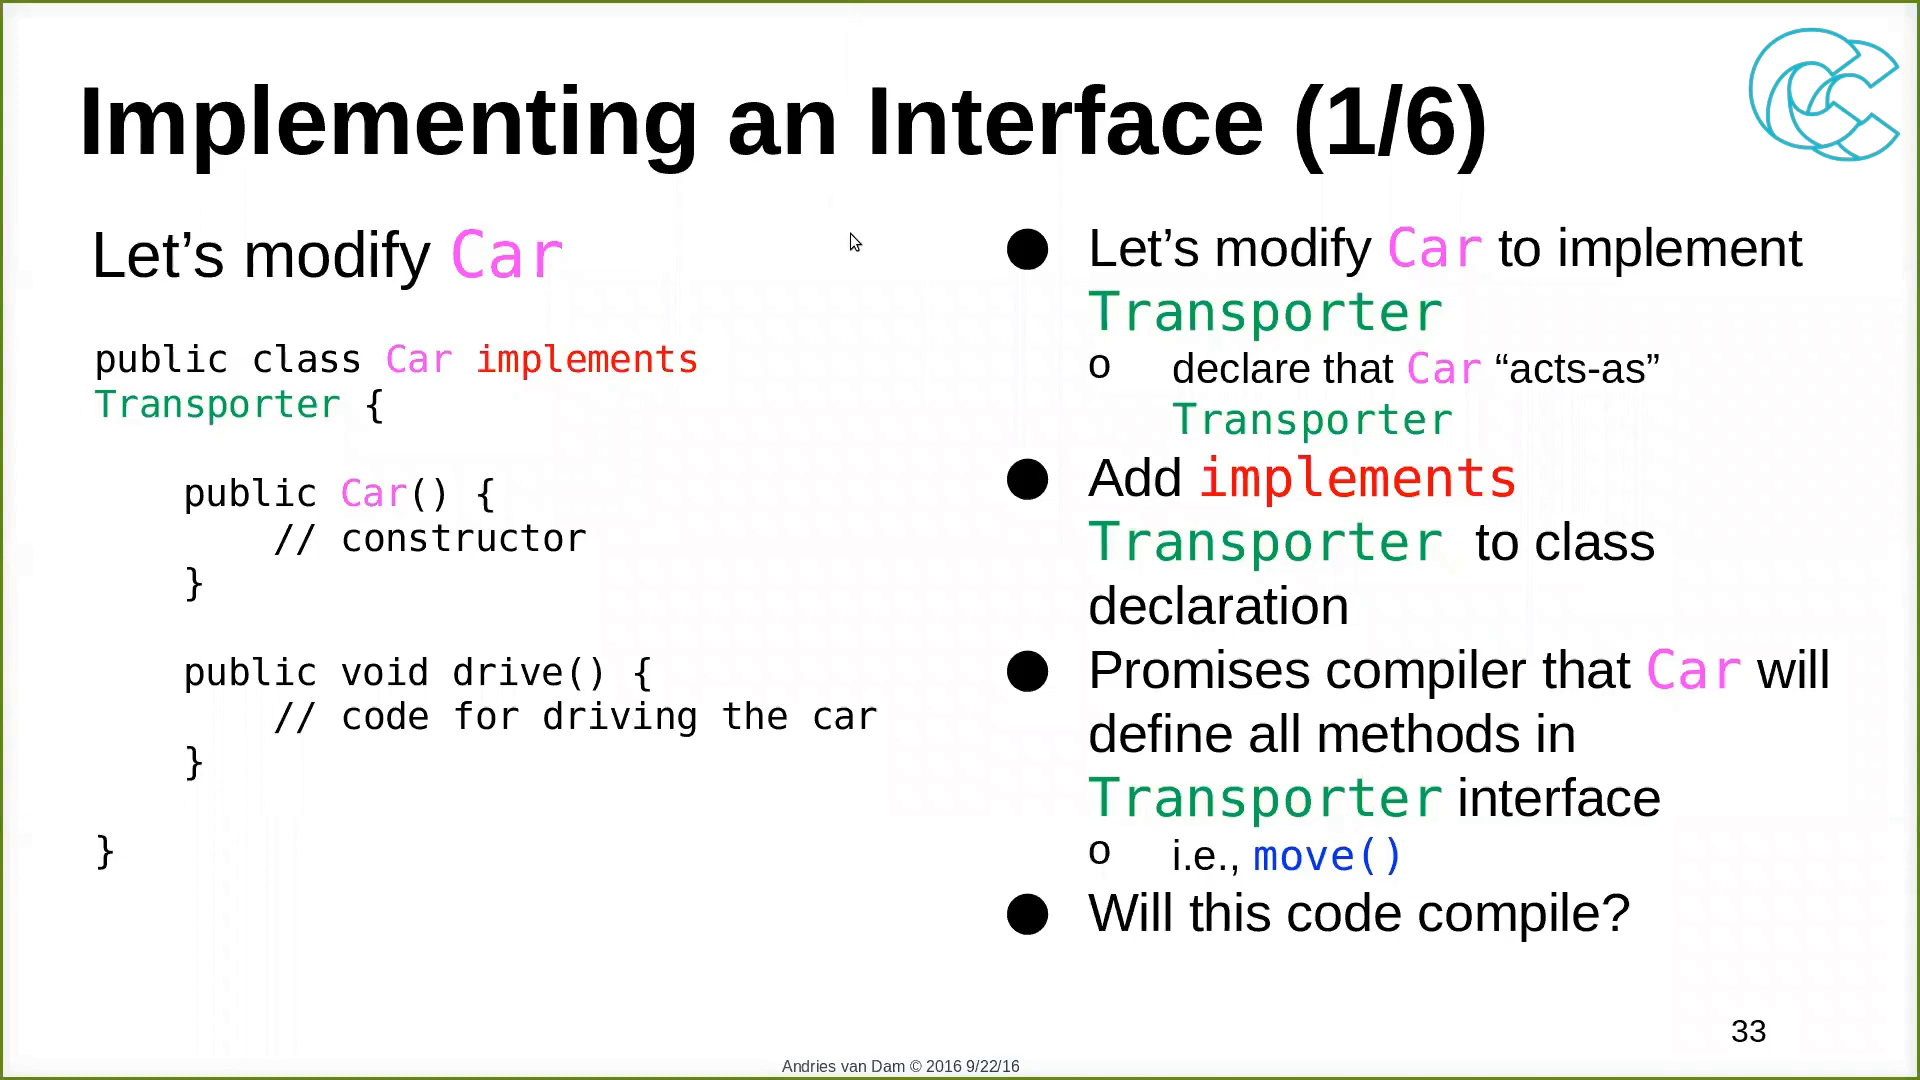 Implementing an Interface (1/6)
Let’s modify Car
public class Car implements
Transporter {
public Car() {
// constructor
}
public void drive() {
// code for driving the car
}
}
● Let’s modify Car to implement
Transporter
o declare that Car “acts-as”
Transporter
● Add implements
Transporter to class
declaration
● Promises compiler that Car will
define all methods in
Transporter interface
o i.e., move()
● Will this code compile?
33
Andries van Dam © 2016 9/22/16